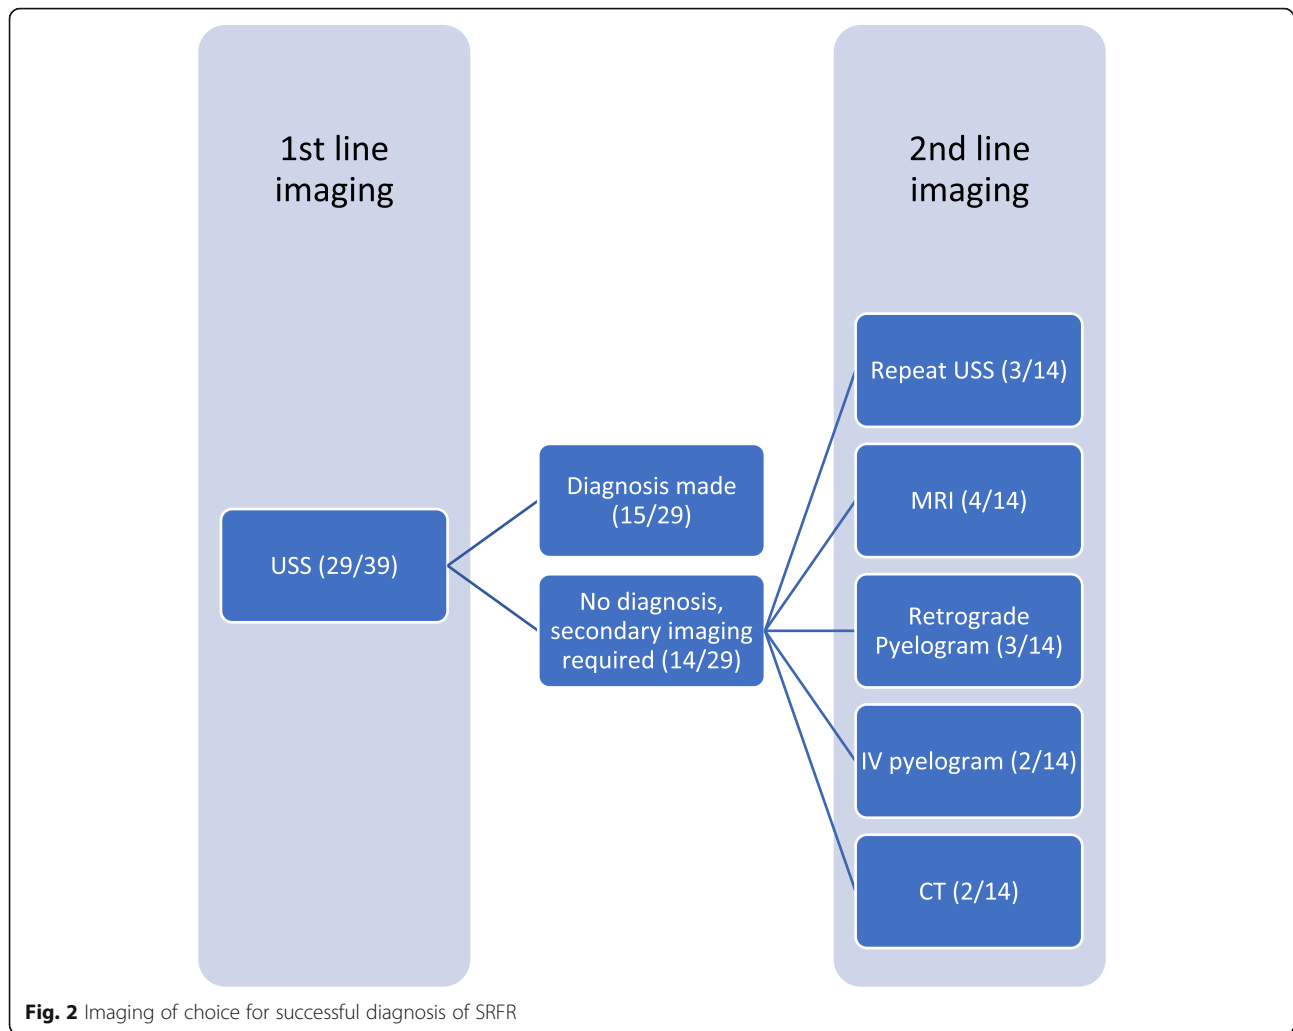 1st line
imaging
2nd line
imaging
USS (29/39)
Diagnosis made
(15/29)
No diagnosis,
secondary imaging
required (14/29)
Repeat USS (3/14)
MRI (4/14)
Retrograde
Pyelogram (3/14)
IV pyelogram (2/14)
CT (2/14)
Fig. 2 Imaging of choice for successful diagnosis of SRFR